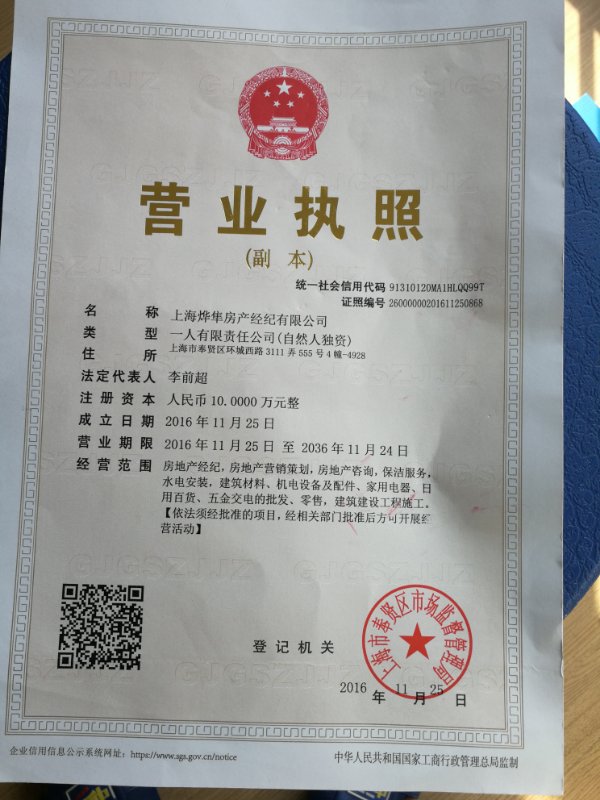 营业执照
(副 本)
统一社会信用代码 91310120MA1HLQQ99T
证照编号 26000000201611250868
名 称 上海烨隼房产经纪有限公司
类 型 一人有限责任公司(自然人独资)
住 所 上海市奉贤区环城西路3111弄555号4幢-4928
法定代表人 李前超
注册资本 人民币10.0000万元整
成立日期 2016年11月25日
营业期限 2016年11月25日 至 2036年11月24日
经营范围 房地产经纪，房地产营销策划，房地产咨询，保洁服务，
水电安装，建筑材料、机电设备及配件、家用电器、日
用百货、五金交电的批发、零售，建筑建设工程施工。
【依法须经批准的项目，经相关部门批准后方可开展经
营活动】
登记机关
上海市奉贤区市场监督管理局
2016年11月25日
企业信用信息公示系统网址：https://www.sgs.gov.cn/notice
中华人民共和国国家工商行政管理总局监制